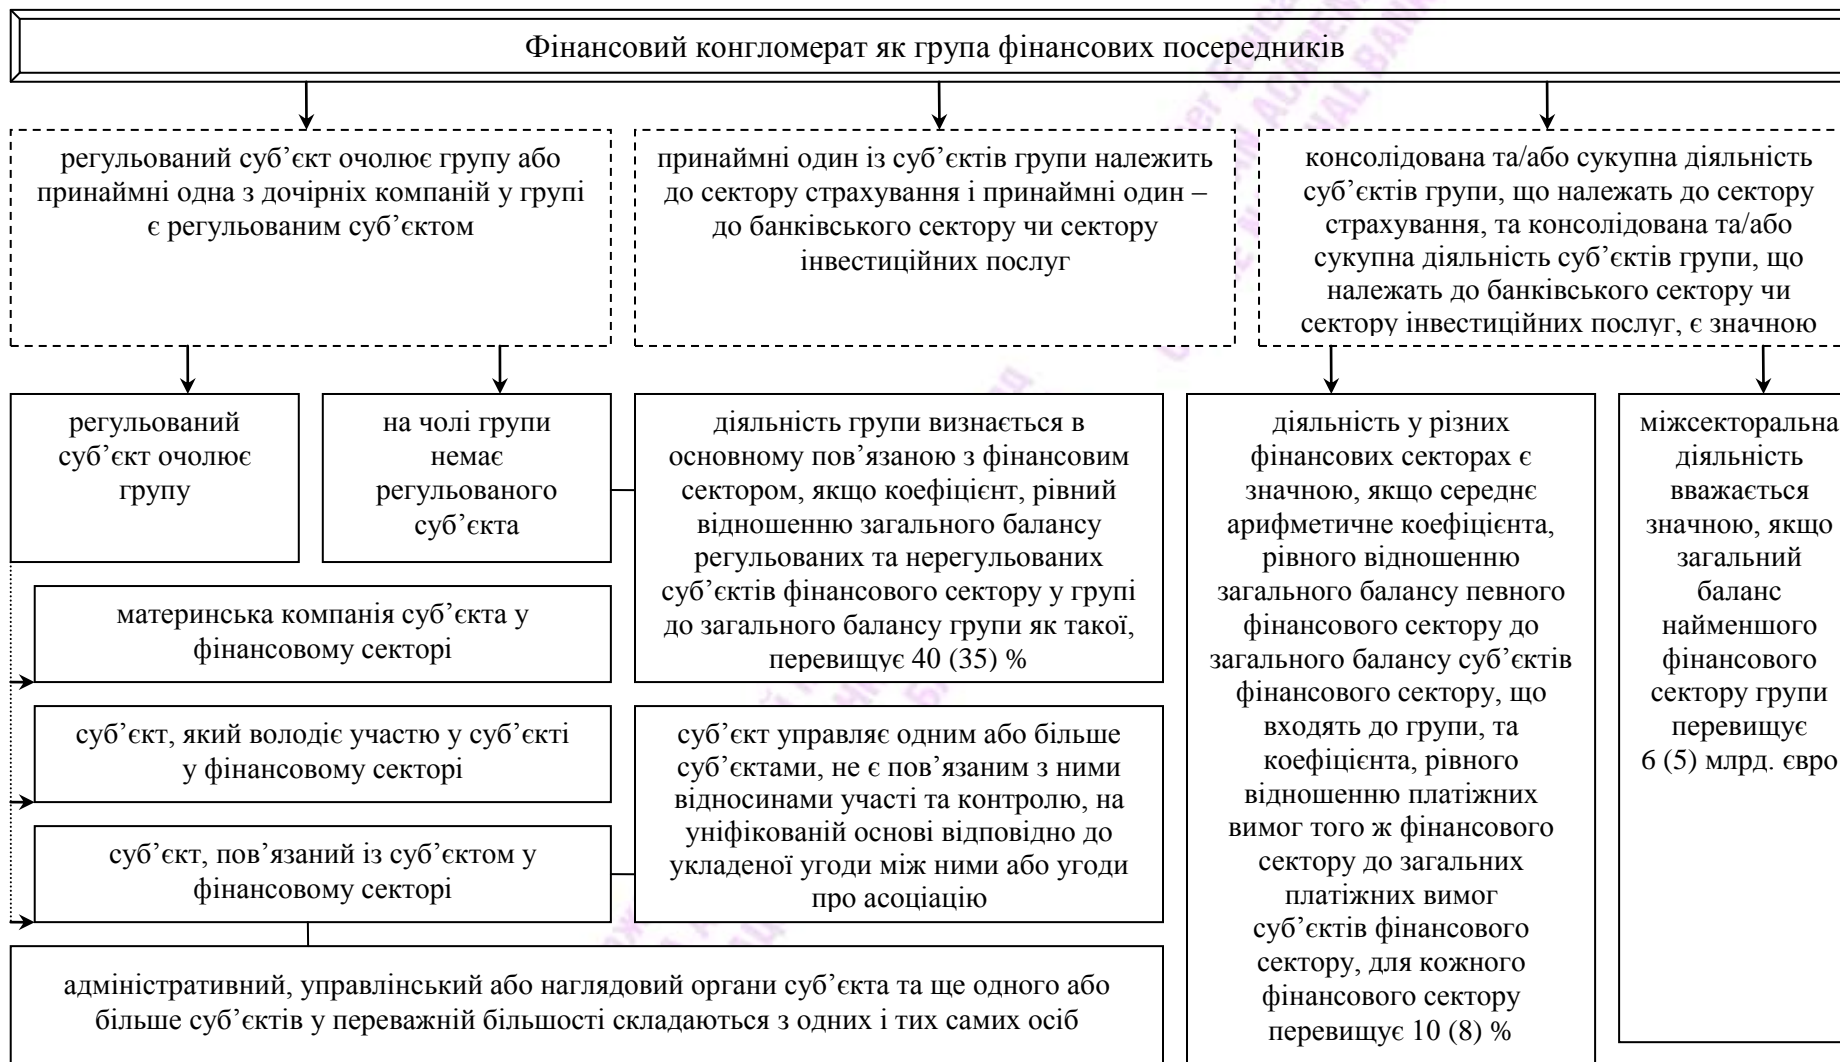 Фінансовий конгломерат як група фінансових посередників
регульований суб’єкт очолює групу або
принаймні одна з дочірніх компаній у групі
є регульованим суб’єктом
принаймні один із суб’єктів групи належить
до сектору страхування і принаймні один –
до банківського сектору чи сектору
інвестиційних послуг
консолідована та/або сукупна діяльність
суб’єктів групи, що належать до сектору
страхування, та консолідована та/або
сукупна діяльність суб’єктів групи, що
належать до банківського сектору чи
сектору інвестиційних послуг, є значною
регульований
суб’єкт очолює
групу
на чолі групи
немає
регульованого
суб’єкта
діяльність групи визнається в
основному пов’язаною з фінансовим
сектором, якщо коефіцієнт, рівний
відношенню загального балансу
регульованих та нерегульованих
суб’єктів фінансового сектору у групі
до загального балансу групи як такої,
перевищує 40 (35) %
діяльність у різних
фінансових секторах є
значною, якщо середнє
арифметичне коефіцієнта,
рівного відношенню
загального балансу певного
фінансового сектору до
загального балансу суб’єктів
фінансового сектору, що
входять до групи, та
коефіцієнта, рівного
відношенню платіжних
вимог того ж фінансового
сектору до загальних
платіжних вимог
суб’єктів фінансового
сектору, для кожного
фінансового сектору
перевищує 10 (8) %
міжсекторальна
діяльність
вважається
значною, якщо
загальний
баланс
найменшого
фінансового
сектору групи
перевищує
6 (5) млрд. євро
материнська компанія суб’єкта у
фінансовому секторі
суб’єкт, який володіє участю у суб’єкті
у фінансовому секторі
суб’єкт, пов’язаний із суб’єктом у
фінансовому секторі
суб’єкт управляє одним або більше
суб’єктами, не є пов’язаним з ними
відносинами участі та контролю, на
уніфікованій основі відповідно до
укладеної угоди між ними або угоди
про асоціацію
адміністративний, управлінський або наглядовий органи суб’єкта та ще одного або
більше суб’єктів у переважній більшості складаються з одних і тих самих осіб